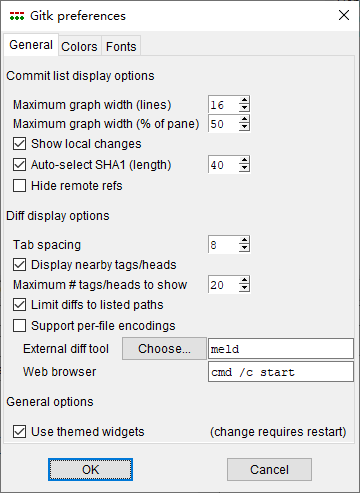 Gitk preferences
General Colors Fonts
Commit list display options
Maximum graph width (lines) 16
Maximum graph width (% of pane) 50
Show local changes
Auto-select SHA1 (length) 40
Hide remote refs
Diff display options
Tab spacing 8
Display nearby tags/heads
Maximum # tags/heads to show 20
Limit diffs to listed paths
Support per-file encodings
External diff tool Choose... meld
Web browser cmd /c start
General options
Use themed widgets (change requires restart)
OK Cancel